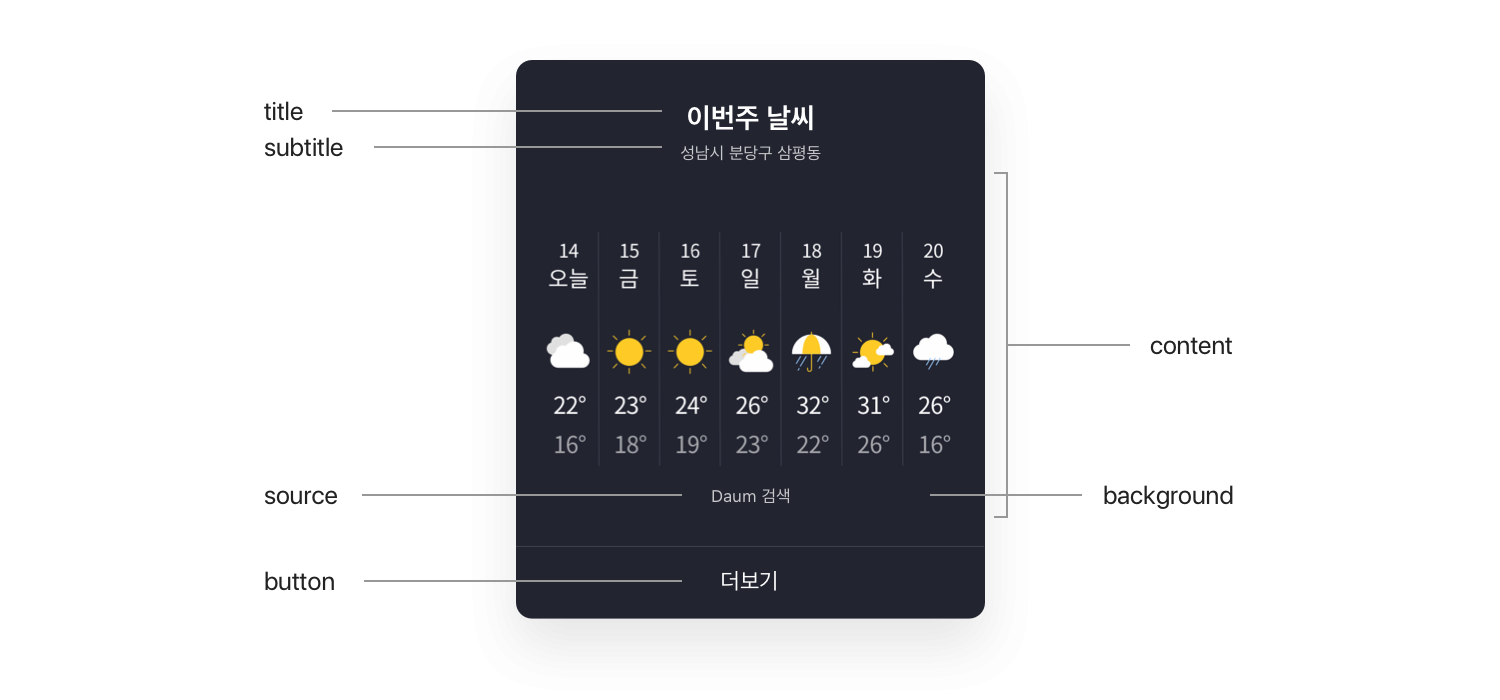 title
이번주 날씨
subtitle
성남시 분당구 삼평동
14 15 16 17 18 19 20
오늘 금 토 일 월 화 수
content
22° 23° 24° 26° 32° 31° 26°
16° 18° 19° 23° 22° 26° 16°
source
Daum 검색
background
button
더보기